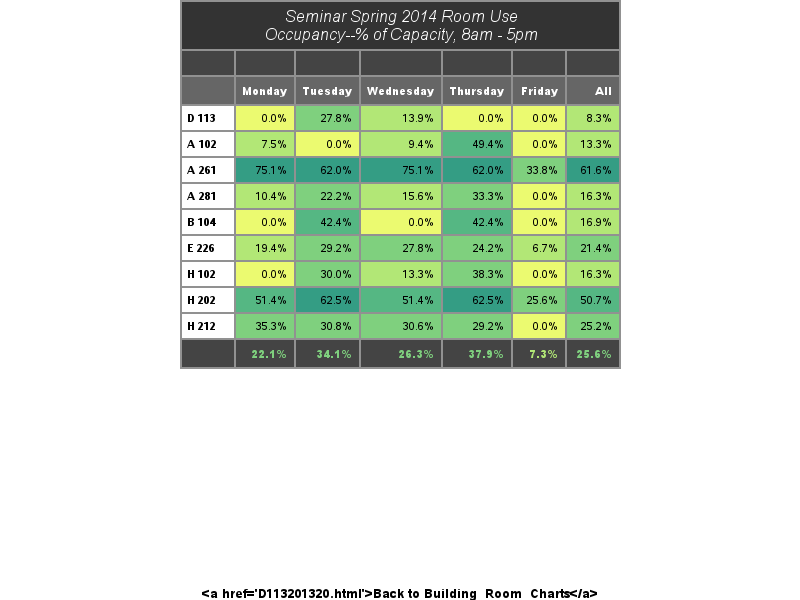 Seminar Spring 2014 Room Use
Occupancy--% of Capacity, 8am - 5pm
Monday Tuesday Wednesday Thursday Friday All
D 113 0.0% 27.8% 13.9% 0.0% 0.0% 8.3%
A 102 7.5% 0.0% 9.4% 49.4% 0.0% 13.3%
A 261 75.1% 62.0% 75.1% 62.0% 33.8% 61.6%
A 281 10.4% 22.2% 15.6% 33.3% 0.0% 16.3%
B 104 0.0% 42.4% 0.0% 42.4% 0.0% 16.9%
E 226 19.4% 29.2% 27.8% 24.2% 6.7% 21.4%
H 102 0.0% 30.0% 13.3% 38.3% 0.0% 16.3%
H 202 51.4% 62.5% 51.4% 62.5% 25.6% 50.7%
H 212 35.3% 30.8% 30.6% 29.2% 0.0% 25.2%
22.1% 34.1% 26.3% 37.9% 7.3% 25.6%
<a href='D113201320.html'>Back to Building_Room_Charts</a>